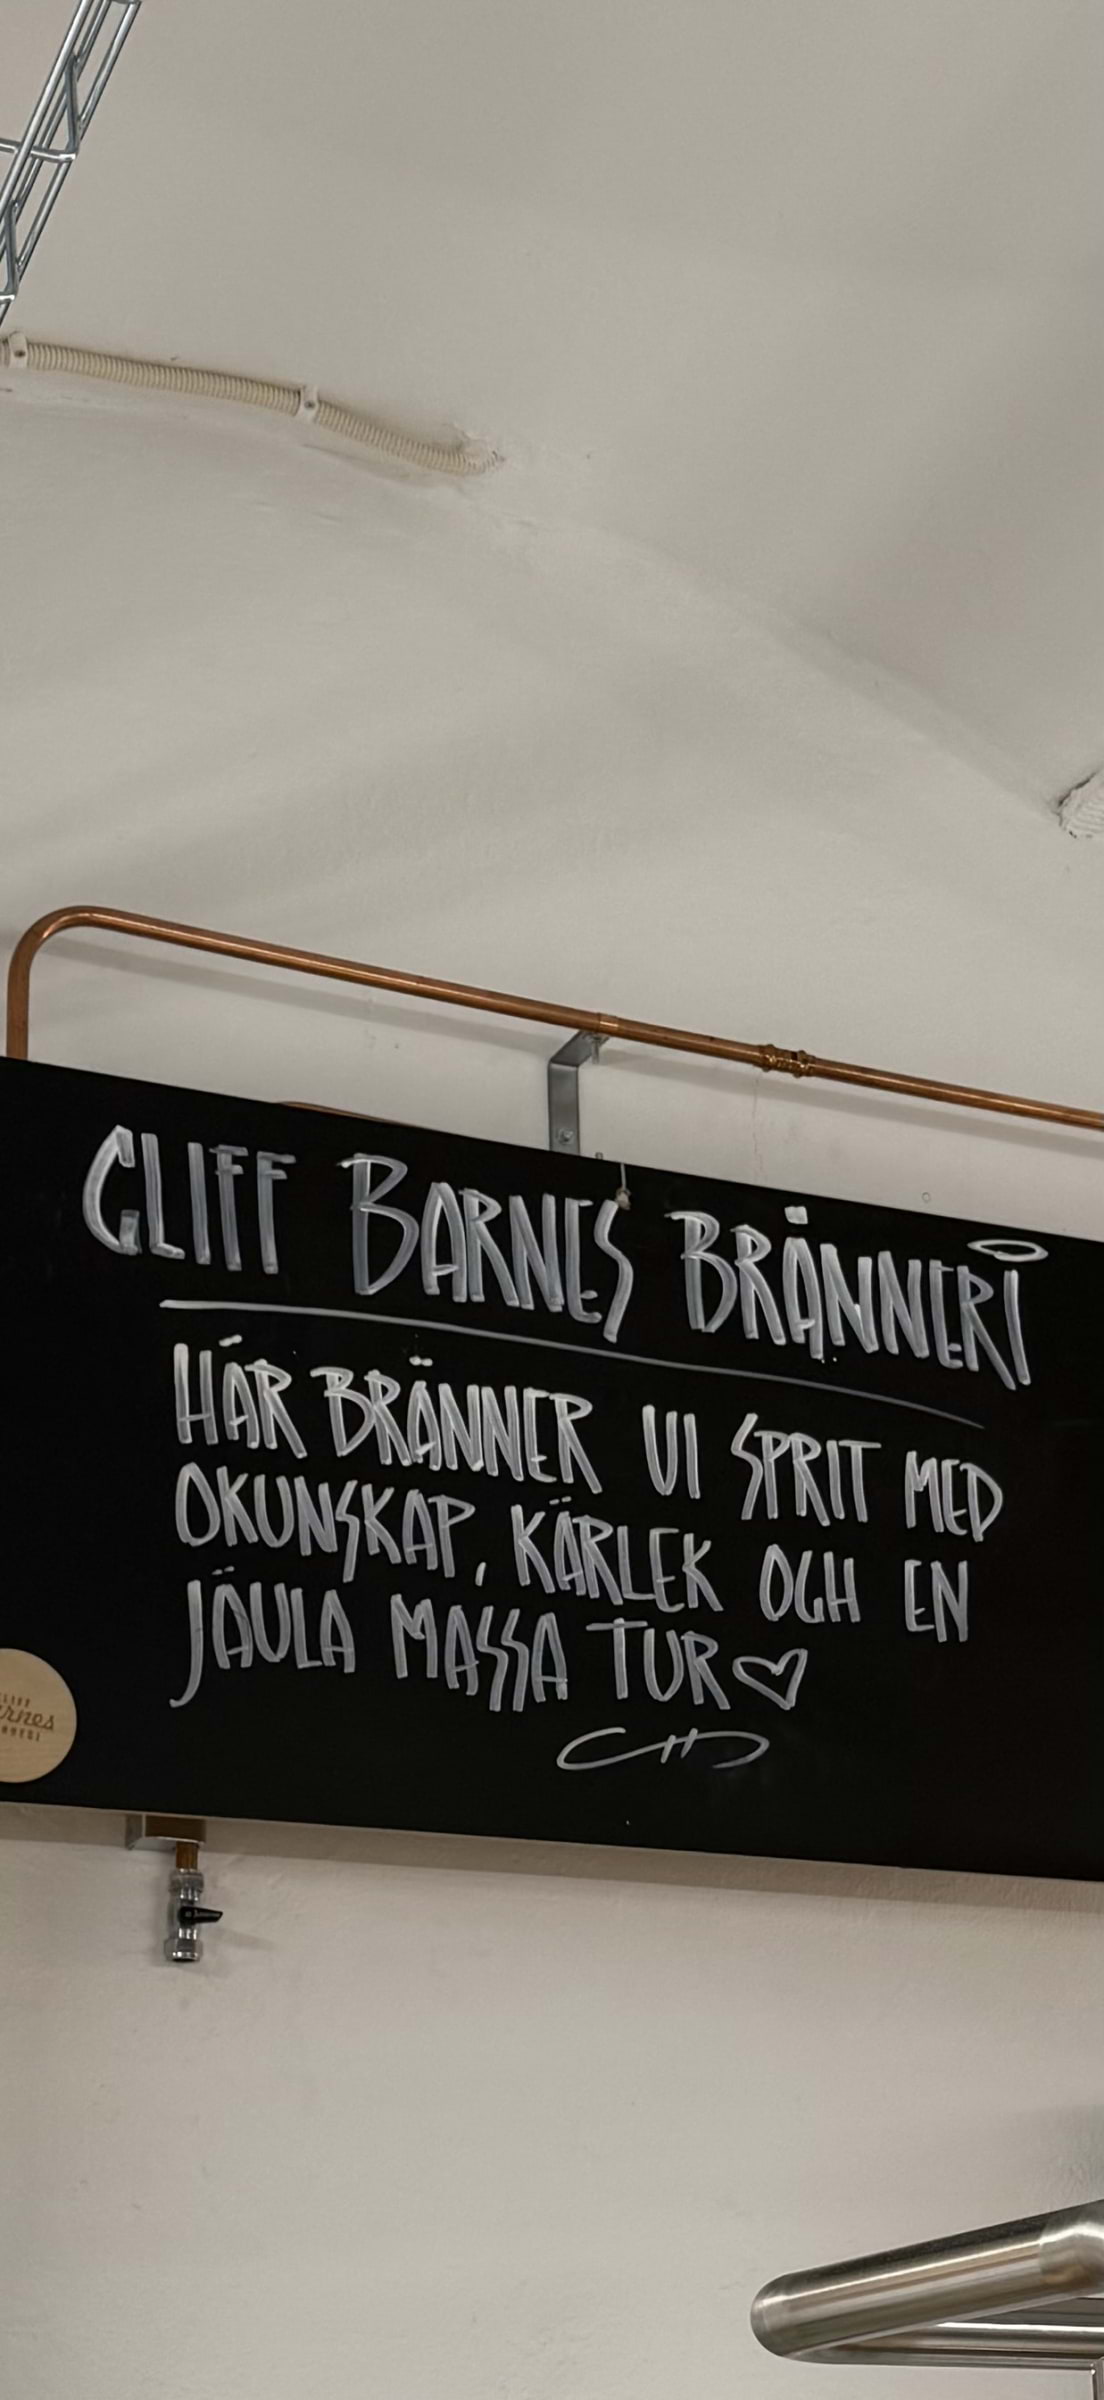 CLIFF BARNES BRÄNNERI
HÄR BRÄNNER VI SPRIT MED
OKUNSKAP, KÄRLEK OCH EN
JÄVLA MASSA TUR♡